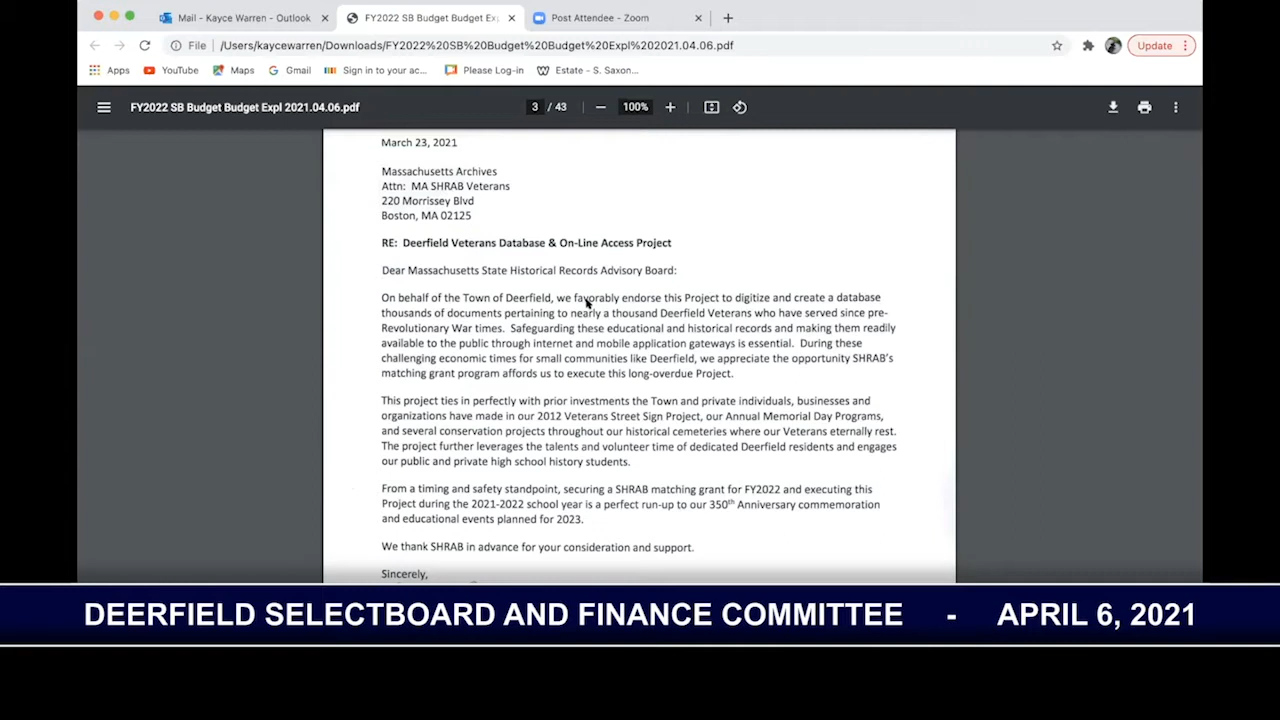 Mail - Kayce Warren - Outlook
FY2022 SB Budget Budget Ex
Post Attendee - Zoom
File /Users/kaycewarren/Downloads/FY2022%20SB%20Budget%20Budget%20Expl%202021.04.06.pdf
Update
Apps YouTube Maps Gmail Sign in to your ac... Please Log-in Estate - S. Saxon...
FY2022 SB Budget Budget Expl 2021.04.06.pdf
3 / 43
100%
March 23, 2021
Massachusetts Archives
Attn: MA SHRAB Veterans
220 Morrissey Blvd
Boston, MA 02125
RE: Deerfield Veterans Database & On-Line Access Project
Dear Massachusetts State Historical Records Advisory Board:
On behalf of the Town of Deerfield, we favorably endorse this Project to digitize and create a database
thousands of documents pertaining to nearly a thousand Deerfield Veterans who have served since pre-
Revolutionary War times. Safeguarding these educational and historical records and making them readily
available to the public through internet and mobile application gateways is essential. During these
challenging economic times for small communities like Deerfield, we appreciate the opportunity SHRAB's
matching grant program affords us to execute this long-overdue Project.
This project ties in perfectly with prior investments the Town and private individuals, businesses and
organizations have made in our 2012 Veterans Street Sign Project, our Annual Memorial Day Programs,
and several conservation projects throughout our historical cemeteries where our Veterans eternally rest.
The project further leverages the talents and volunteer time of dedicated Deerfield residents and engages
our public and private high school history students.
From a timing and safety standpoint, securing a SHRAB matching grant for FY2022 and executing this
Project during the 2021-2022 school year is a perfect run-up to our 350th Anniversary commemoration
and educational events planned for 2023.
We thank SHRAB in advance for your consideration and support.
Sincerely,
DEERFIELD SELECTBOARD AND FINANCE COMMITTEE - APRIL 6, 2021